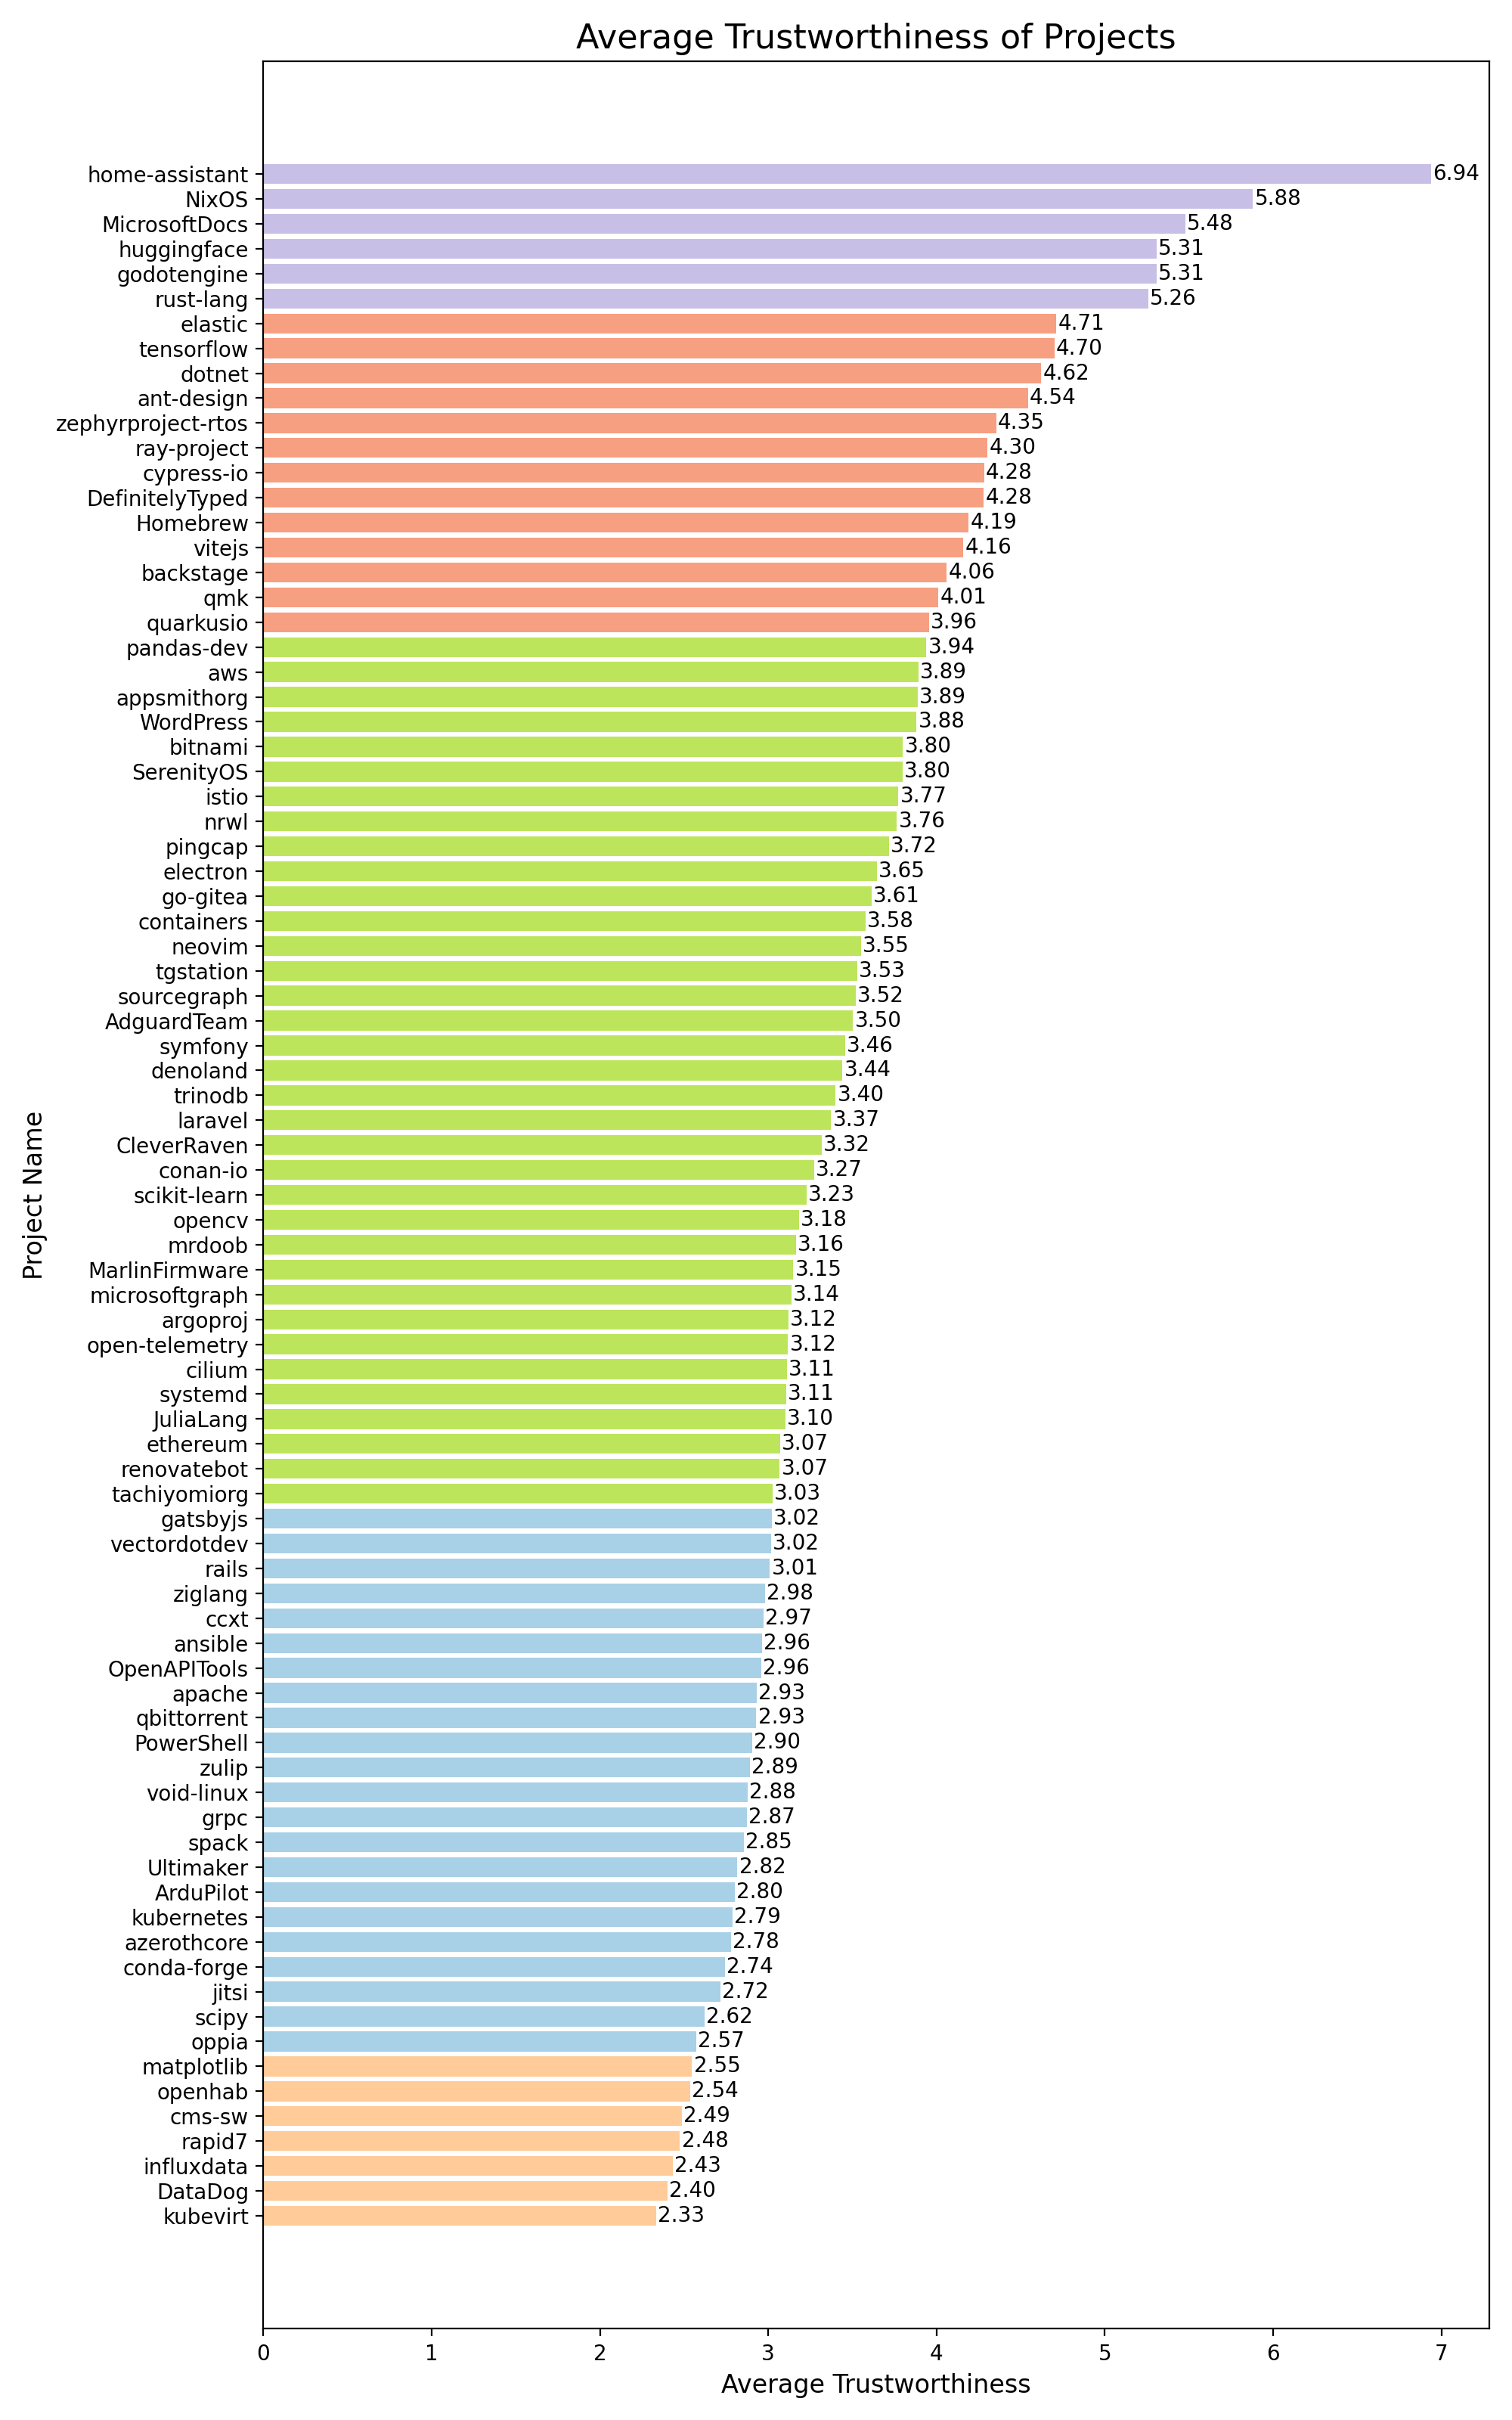 Average Trustworthiness of Projects
home-assistant 6.94
NixOS 5.88
MicrosoftDocs 5.48
huggingface 5.31
godotengine 5.31
rust-lang 5.26
elastic 4.71
tensorflow 4.70
dotnet 4.62
ant-design 4.54
zephyrproject-rtos 4.35
ray-project 4.30
cypress-io 4.28
DefinitelyTyped 4.28
Homebrew 4.19
vitejs 4.16
backstage 4.06
qmk 4.01
quarkusio 3.96
pandas-dev 3.94
aws 3.89
appsmithorg 3.89
WordPress 3.88
bitnami 3.80
SerenityOS 3.80
istio 3.77
nrwl 3.76
pingcap 3.72
electron 3.65
go-gitea 3.61
containers 3.58
neovim 3.55
tgstation 3.53
sourcegraph 3.52
AdguardTeam 3.50
symfony 3.46
denoland 3.44
trinodb 3.40
laravel 3.37
CleverRaven 3.32
conan-io 3.27
scikit-learn 3.23
opencv 3.18
mrdoob 3.16
MarlinFirmware 3.15
microsoftgraph 3.14
argoproj 3.12
open-telemetry 3.12
cilium 3.11
systemd 3.11
JuliaLang 3.10
ethereum 3.07
renovatebot 3.07
tachiyomiorg 3.03
gatsbyjs 3.02
vectordotdev 3.02
rails 3.01
ziglang 2.98
ccxt 2.97
ansible 2.96
OpenAPITools 2.96
apache 2.93
qbittorrent 2.93
PowerShell 2.90
zulip 2.89
void-linux 2.88
grpc 2.87
spack 2.85
Ultimaker 2.82
ArduPilot 2.80
kubernetes 2.79
azerothcore 2.78
conda-forge 2.74
jitsi 2.72
scipy 2.62
oppia 2.57
matplotlib 2.55
openhab 2.54
cms-sw 2.49
rapid7 2.48
influxdata 2.43
DataDog 2.40
kubevirt 2.33
Project Name
0 1 2 3 4 5 6 7
Average Trustworthiness